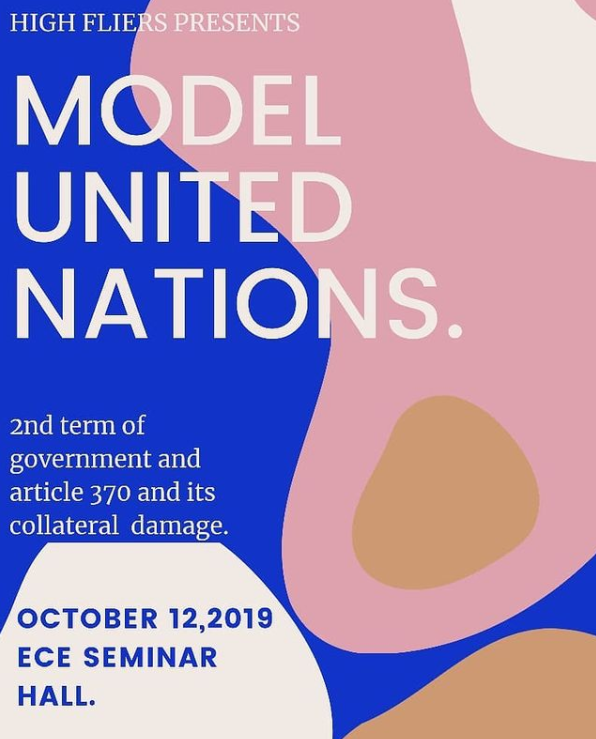 HIGH FLIERS PRESENTS
MODEL
UNITED
NATIONS.
2nd term of
government and
article 370 and its
collateral damage.
OCTOBER 12,2019
ECE SEMINAR
HALL.